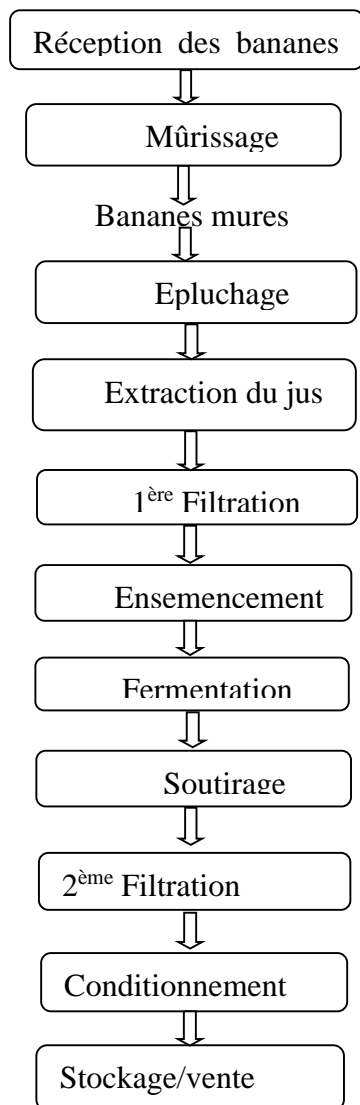 Réception des bananes
Mûrissage
Bananes mures
Epluchage
Extraction du jus
1ère Filtration
Ensemencement
Fermentation
Soutirage
2ème Filtration
Conditionnement
Stockage/vente